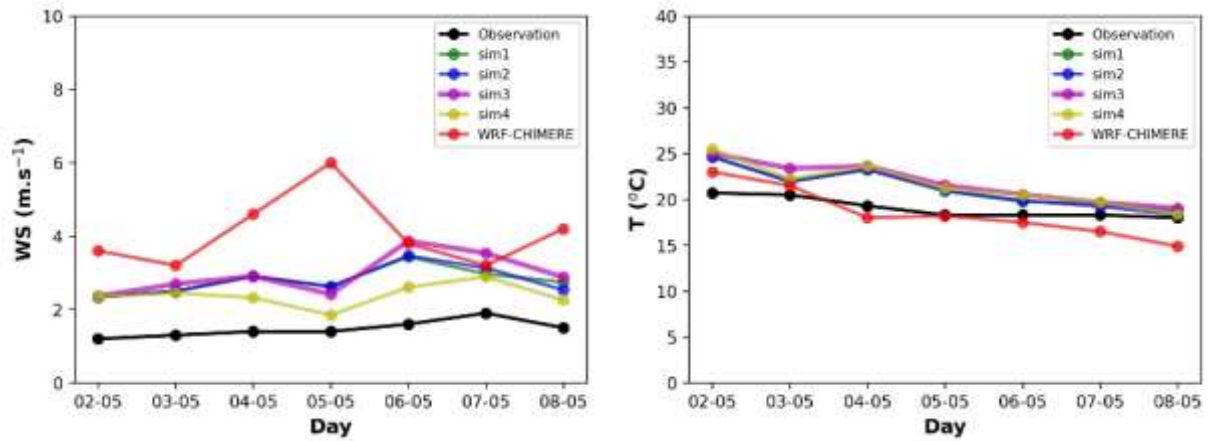 10
8
6
4
2
0
WS (m.s⁻¹)
02-05 03-05 04-05 05-05 06-05 07-05 08-05
Day
Observation
sim1
sim2
sim3
sim4
WRF-CHIMERE
40
35
30
25
20
15
10
5
0
T (°C)
02-05 03-05 04-05 05-05 06-05 07-05 08-05
Day
Observation
sim1
sim2
sim3
sim4
WRF-CHIMERE